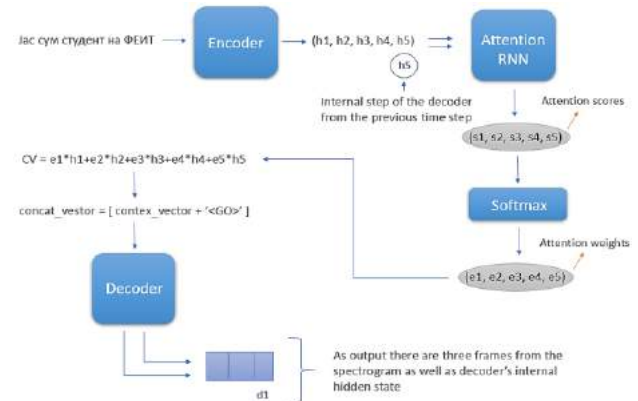 Јас сум студент на ФЕИТ
Encoder
(h1, h2, h3, h4, h5)
Attention
RNN
h5
Internal step of the decoder
from the previous time step
Attention scores
(s1, s2, s3, s4, s5)
CV = e1*h1+e2*h2+e3*h3+e4*h4+e5*h5
Softmax
concat_vestor = [ contex_vector + '<GO>' ]
Attention weights
(e1, e2, e3, e4, e5)
Decoder
As output there are three frames from the
spectrogram as well as decoder's internal
hidden state
d1